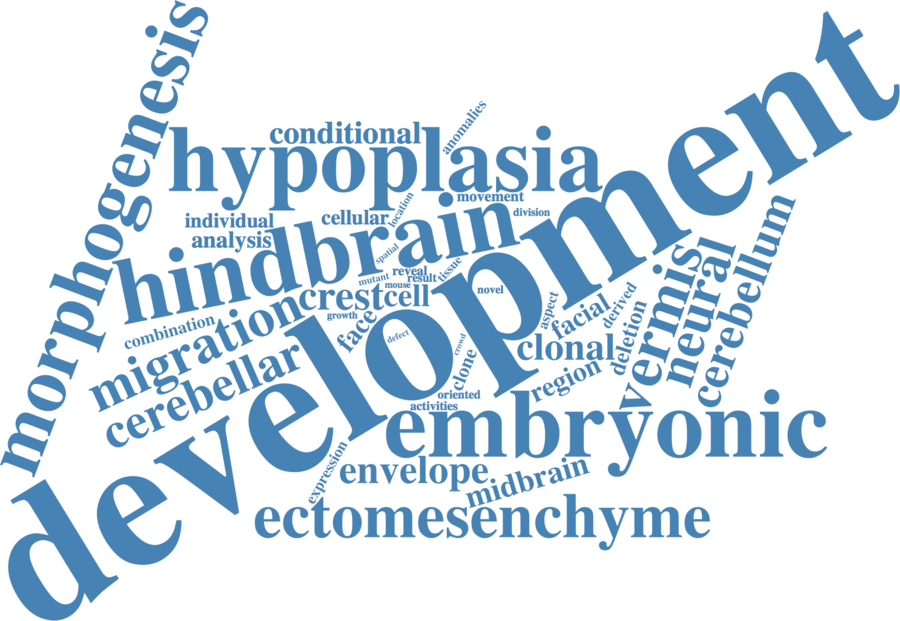 morphogenesis
conditional
anomalies
hypoplasia
development
movement
location
individual
cellular
division
analysis
hindbrain
spatial
tissue
reveal
mutant
result
mouse
crest
cell
novel
growth
combination
migration
face
defect
crowd
aspect
facial
derived
vermis
neural
cerebellum
clonal
deletion
cerebellar
clone
region
oriented
activities
embryonic
expression
envelope
midbrain
ectomesenchyme